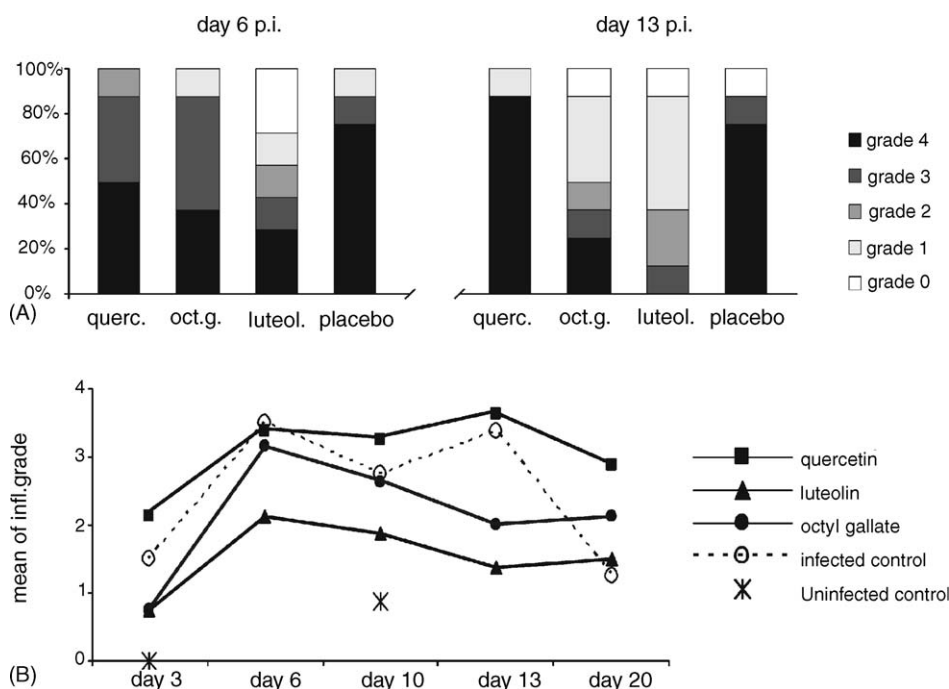 day 6 p.i. day 13 p.i.
100%
80%
60%
40%
20%
0%
grade 4
grade 3
grade 2
grade 1
grade 0
(A) querc. oct.g. luteol. placebo querc. oct.g. luteol. placebo
mean of infl.grade
4
3
2
1
0
quercetin
luteolin
octyl gallate
infected control
Uninfected control
(B) day 3 day 6 day 10 day 13 day 20